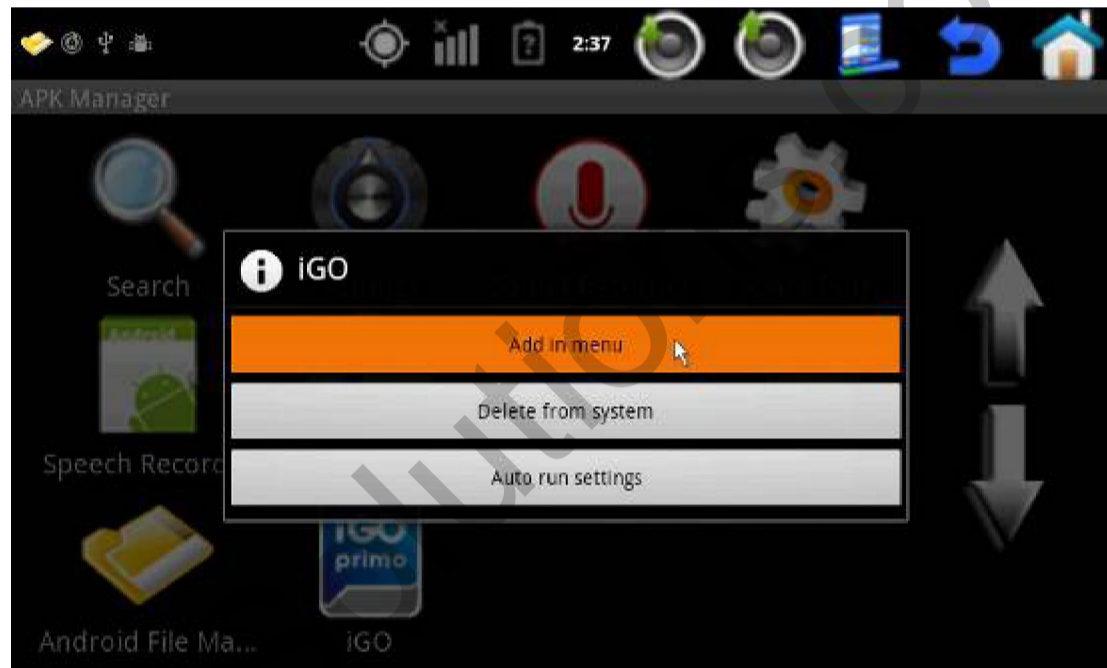 2:37
APK Manager
Search
iGO
Add in menu
Delete from system
Auto run settings
Android
Speech Record
iGO
primo
Android File Ma...
iGO